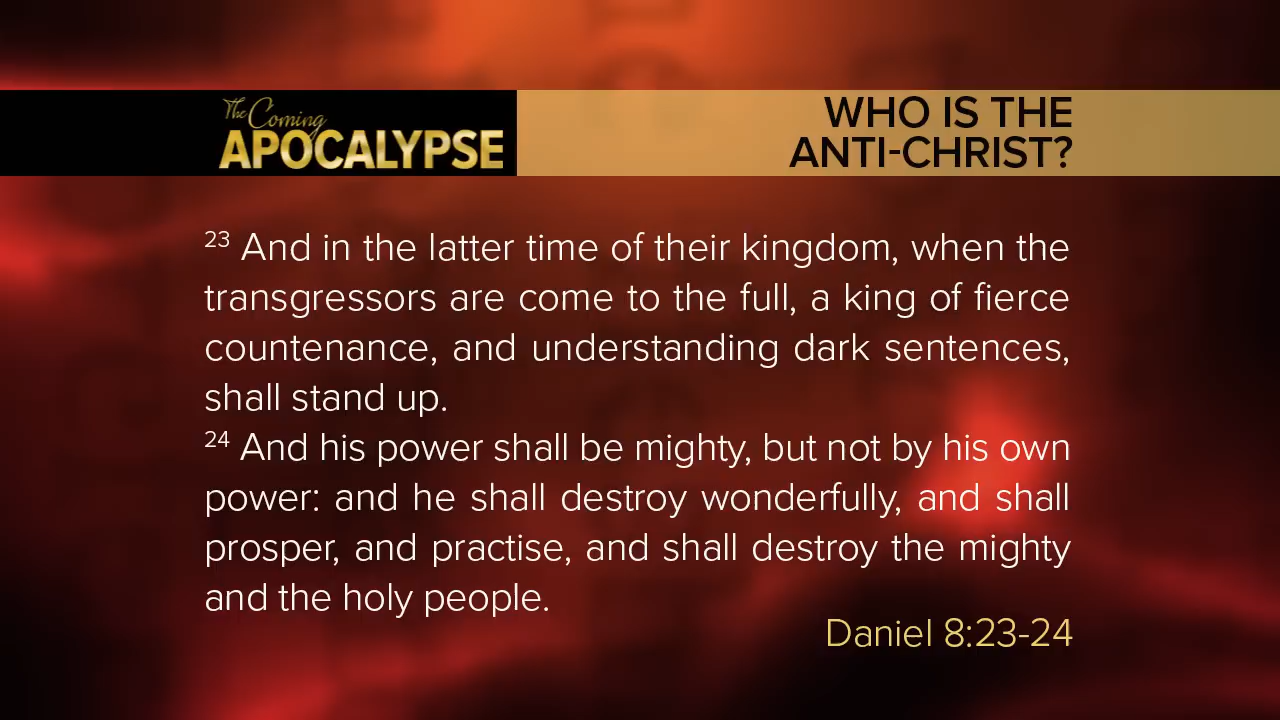 The Coming
APOCALYPSE
WHO IS THE
ANTI-CHRIST?
23 And in the latter time of their kingdom, when the
transgressors are come to the full, a king of fierce
countenance, and understanding dark sentences,
shall stand up.
24 And his power shall be mighty, but not by his own
power: and he shall destroy wonderfully, and shall
prosper, and practise, and shall destroy the mighty
and the holy people.
Daniel 8:23-24